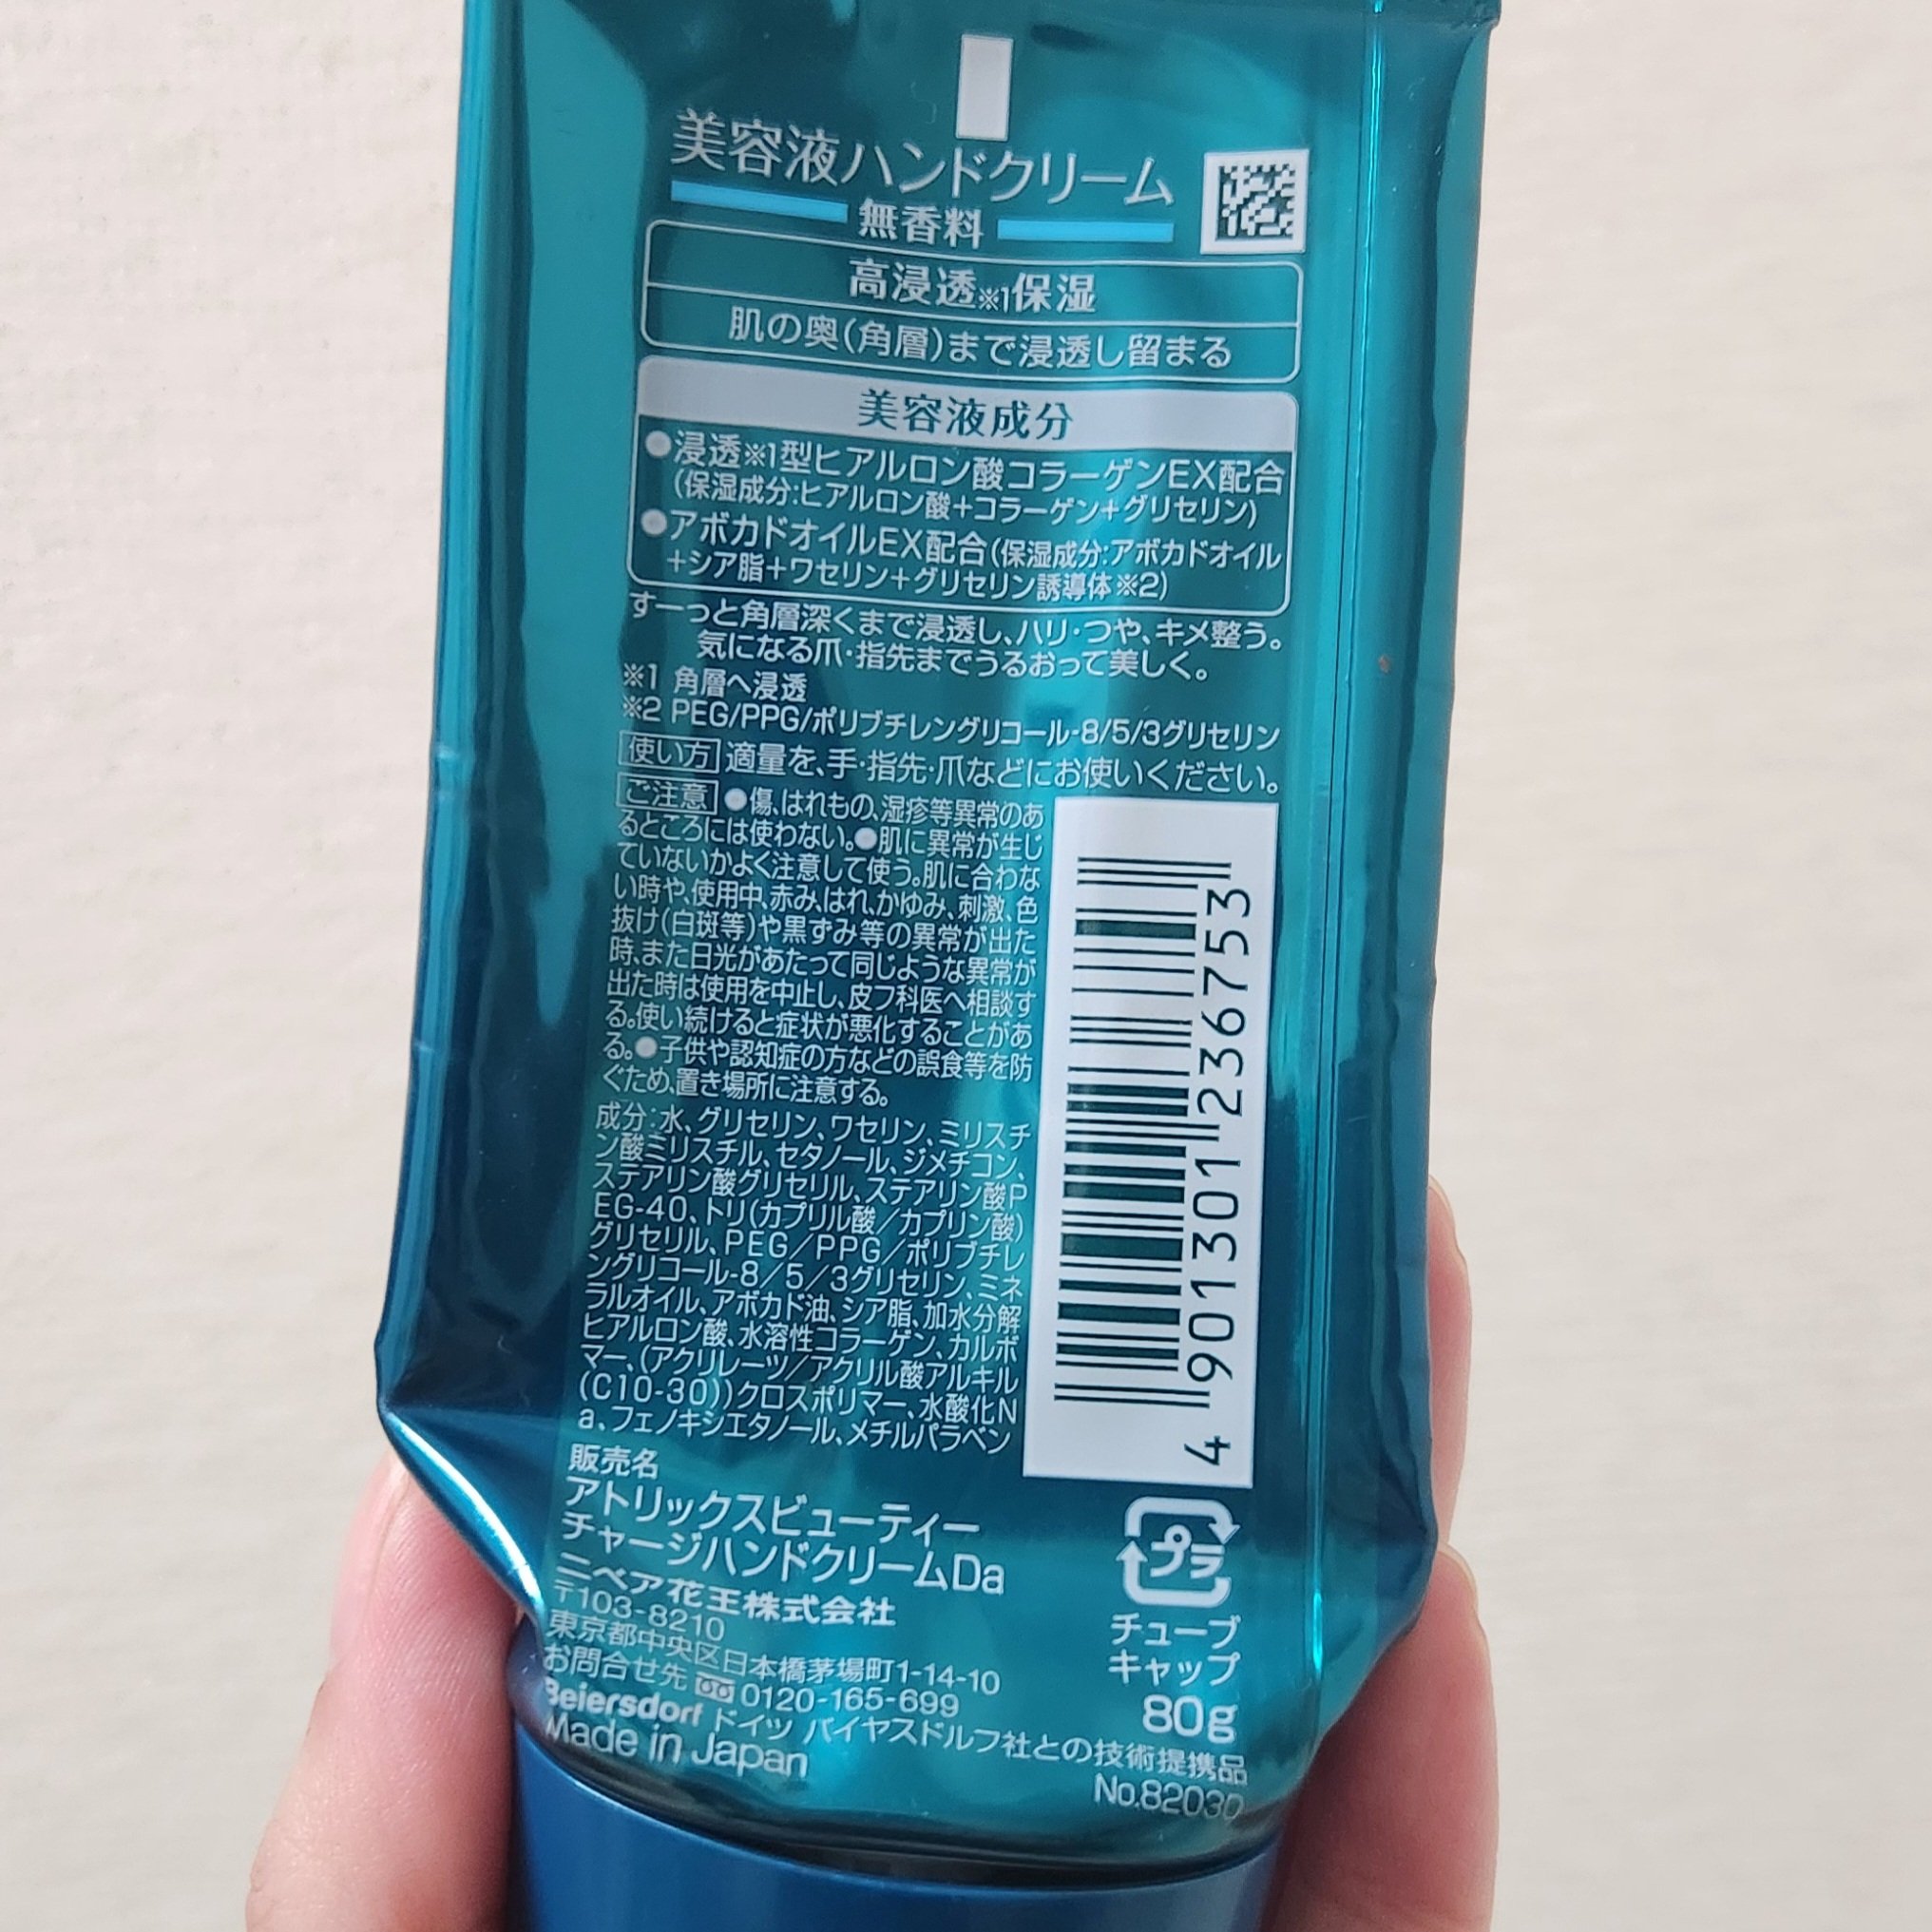 美容液ハンドクリーム
無香料
高浸透※1保湿
肌の奥(角層)まで浸透し留まる
美容液成分
●浸透※1型ヒアルロン酸コラーゲンEX配合
(保湿成分:ヒアルロン酸+コラーゲン+グリセリン)
●アボカドオイルEX配合(保湿成分:アボカドオイル
+シア脂+ワセリン+グリセリン誘導体※2)
すーっと角層深くまで浸透し、ハリ・つや、キメ整う。
気になる爪・指先までうるおって美しく。
※1 角層へ浸透
※2 PEG/PPG/ポリブチレングリコール-8/5/3グリセリン
使い方 適量を、手・指先・爪などにお使いください。
ご注意 ●傷、はれもの、湿疹等異常のあ
るところには使わない。●肌に異常が生じ
ていないかよく注意して使う。肌に合わな
い時や、使用中、赤み、はれ、かゆみ、刺激、色
抜け(白斑等)や黒ずみ等の異常が出た
時、また日光があたって同じような異常が
出た時は使用を中止し、皮フ科医へ相談す
る。使い続けると症状が悪化することがあ
る。●子供や認知症の方などの誤食等を防
ぐため、置き場所に注意する。
成分:水、グリセリン、ワセリン、ミリスチ
ン酸ミリスチル、セタノール、ジメチコン、
ステアリン酸グリセリル、ステアリン酸P
EG-40、トリ(カプリル酸/カプリン酸)
グリセリル、PEG/PPG/ポリブチレ
ングリコール-8/5/3グリセリン、ミネ
ラルオイル、アボカド油、シア脂、加水分解
ヒアルロン酸、水溶性コラーゲン、カルボ
マー、(アクリレーツ/アクリル酸アルキル
(C10-30))クロスポリマー、水酸化N
a、フェノキシエタノール、メチルパラベン
4 901301 236753
販売名
アトリックスビューティー
チャージハンドクリームDa
ニベア花王株式会社
〒103-8210
東京都中央区日本橋茅場町1-14-10
お問合せ先 0120-165-699
Beiersdorf ドイツ バイヤスドルフ社との技術提携品
Made in Japan
プラ
チューブ
キャップ
80g
No.82030